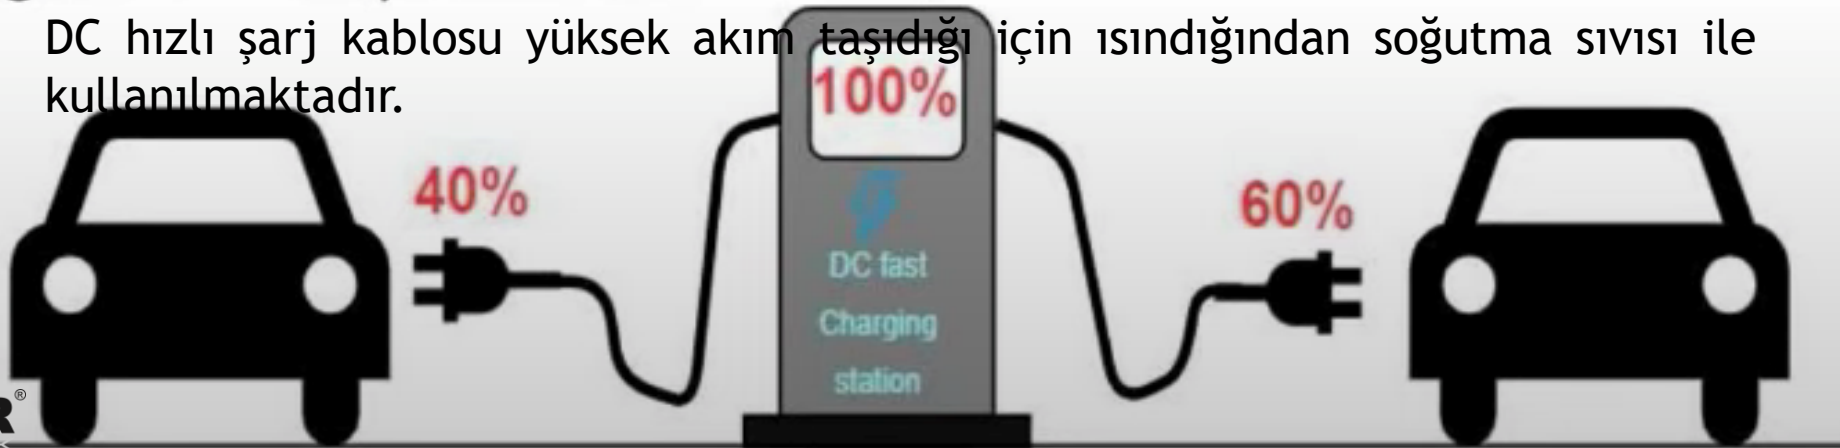 DC hızlı şarj kablosu yüksek akım taşıdığı için ısındığından soğutma sıvısı ile
kullanılmaktadır.
100%
40%
60%
DC fast
Charging
station
R®